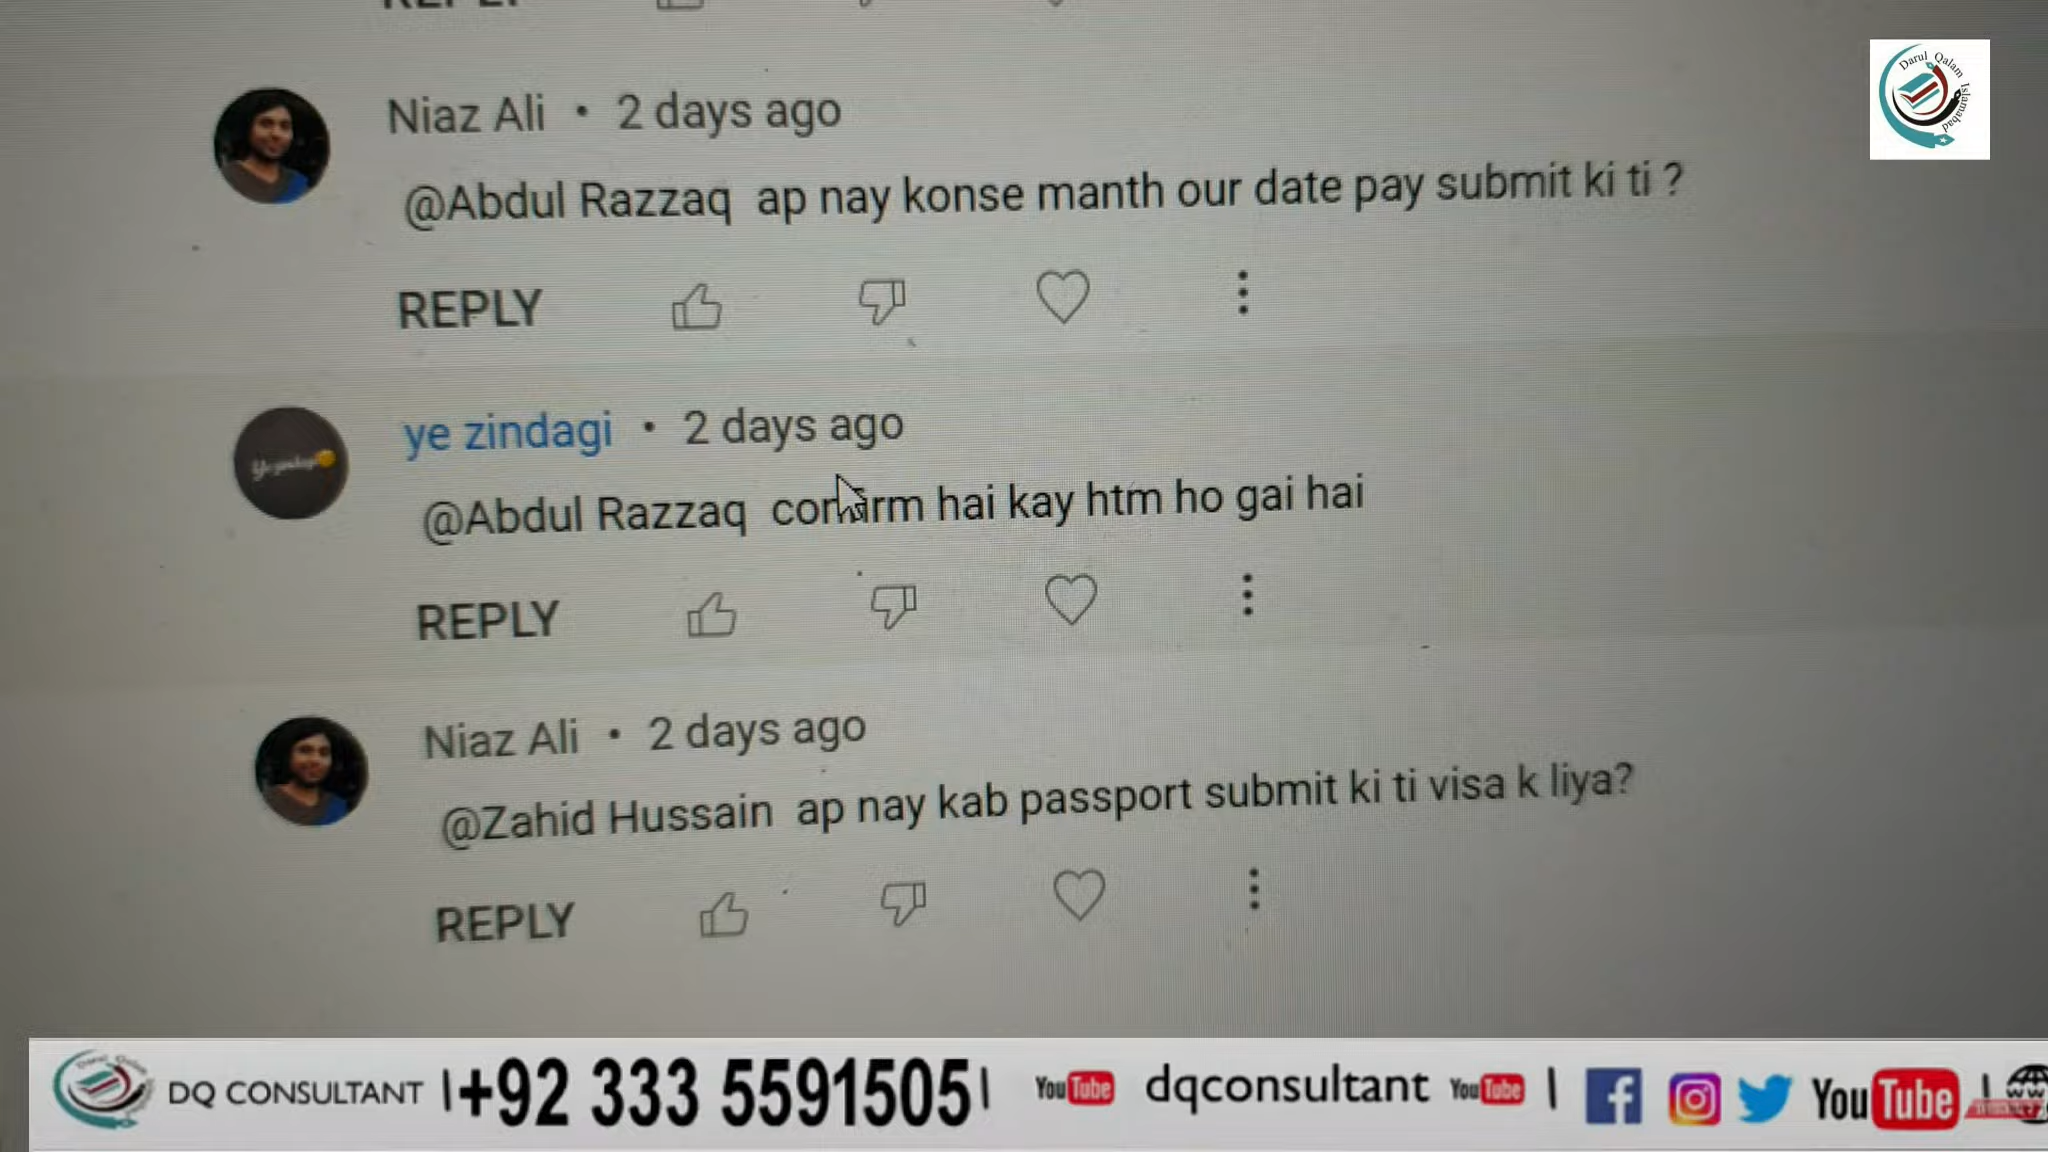 Niaz Ali • 2 days ago
@Abdul Razzaq ap nay konse manth our date pay submit ki ti ?
REPLY
ye zindagi • 2 days ago
@Abdul Razzaq hai kay htm ho gai hai
REPLY
Niaz Ali • 2 days ago
@Zahid Hussain ap nay kab passport submit ki ti visa k liya?
REPLY
Darul Qalam Islamabad
DQ CONSULTANT |+92 333 5591505| YouTube dqconsultant YouTube | YouTube |